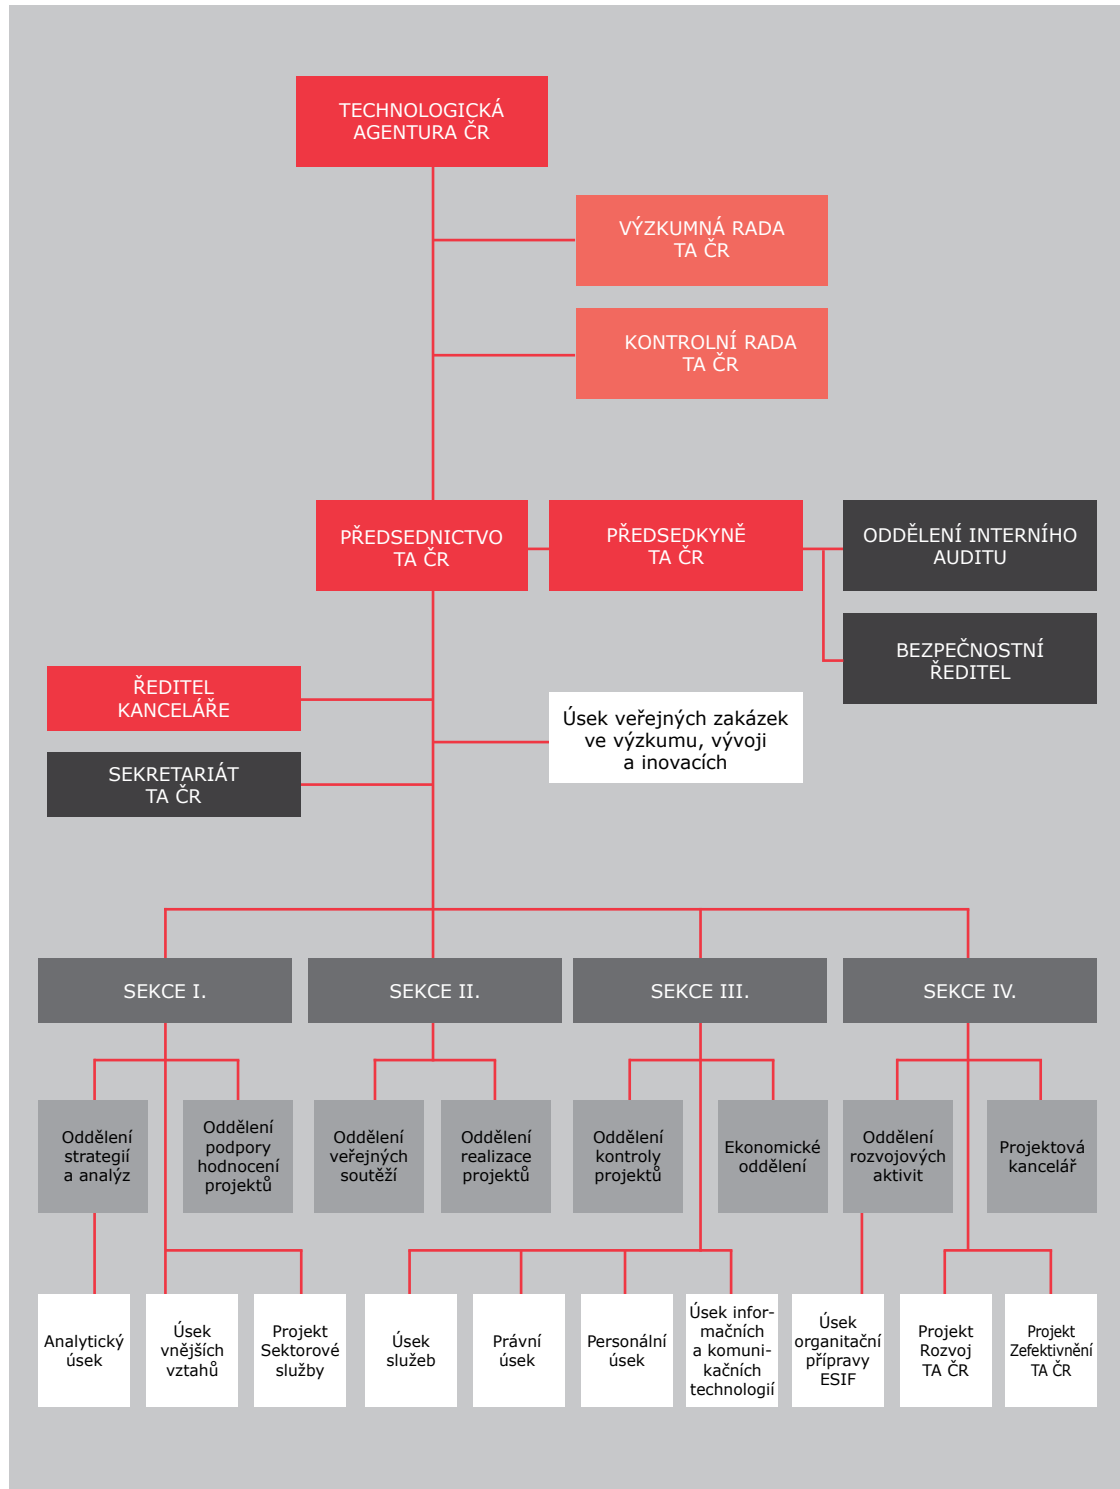 TECHNOLOGICKÁ
AGENTURA ČR
VÝZKUMNÁ RADA
TA ČR
KONTROLNÍ RADA
TA ČR
PŘEDSEDNICTVO
TA ČR
PŘEDSEDKYNĚ
TA ČR
ODDĚLENÍ INTERNÍHO
AUDITU
BEZPEČNOSTNÍ
ŘEDITEL
ŘEDITEL
KANCELÁŘE
Úsek veřejných zakázek
ve výzkumu, vývoji
a inovacích
SEKRETARIÁT
TA ČR
SEKCE I.
SEKCE II.
SEKCE III.
SEKCE IV.
Oddělení
strategií
a analýz
Oddělení
podpory
hodnocení
projektů
Oddělení
veřejných
soutěží
Oddělení
realizace
projektů
Oddělení
kontroly
projektů
Ekonomické
oddělení
Oddělení
rozvojových
aktivit
Projektová
kancelář
Analytický
úsek
Úsek
vnějších
vztahů
Projekt
Sektorové
služby
Úsek
služeb
Právní
úsek
Personální
úsek
Úsek infor-
mačních
a komuni-
kačních
technologií
Úsek
organitační
přípravy
ESIF
Projekt
Rozvoj
TA ČR
Projekt
Zefektivnění
TA ČR